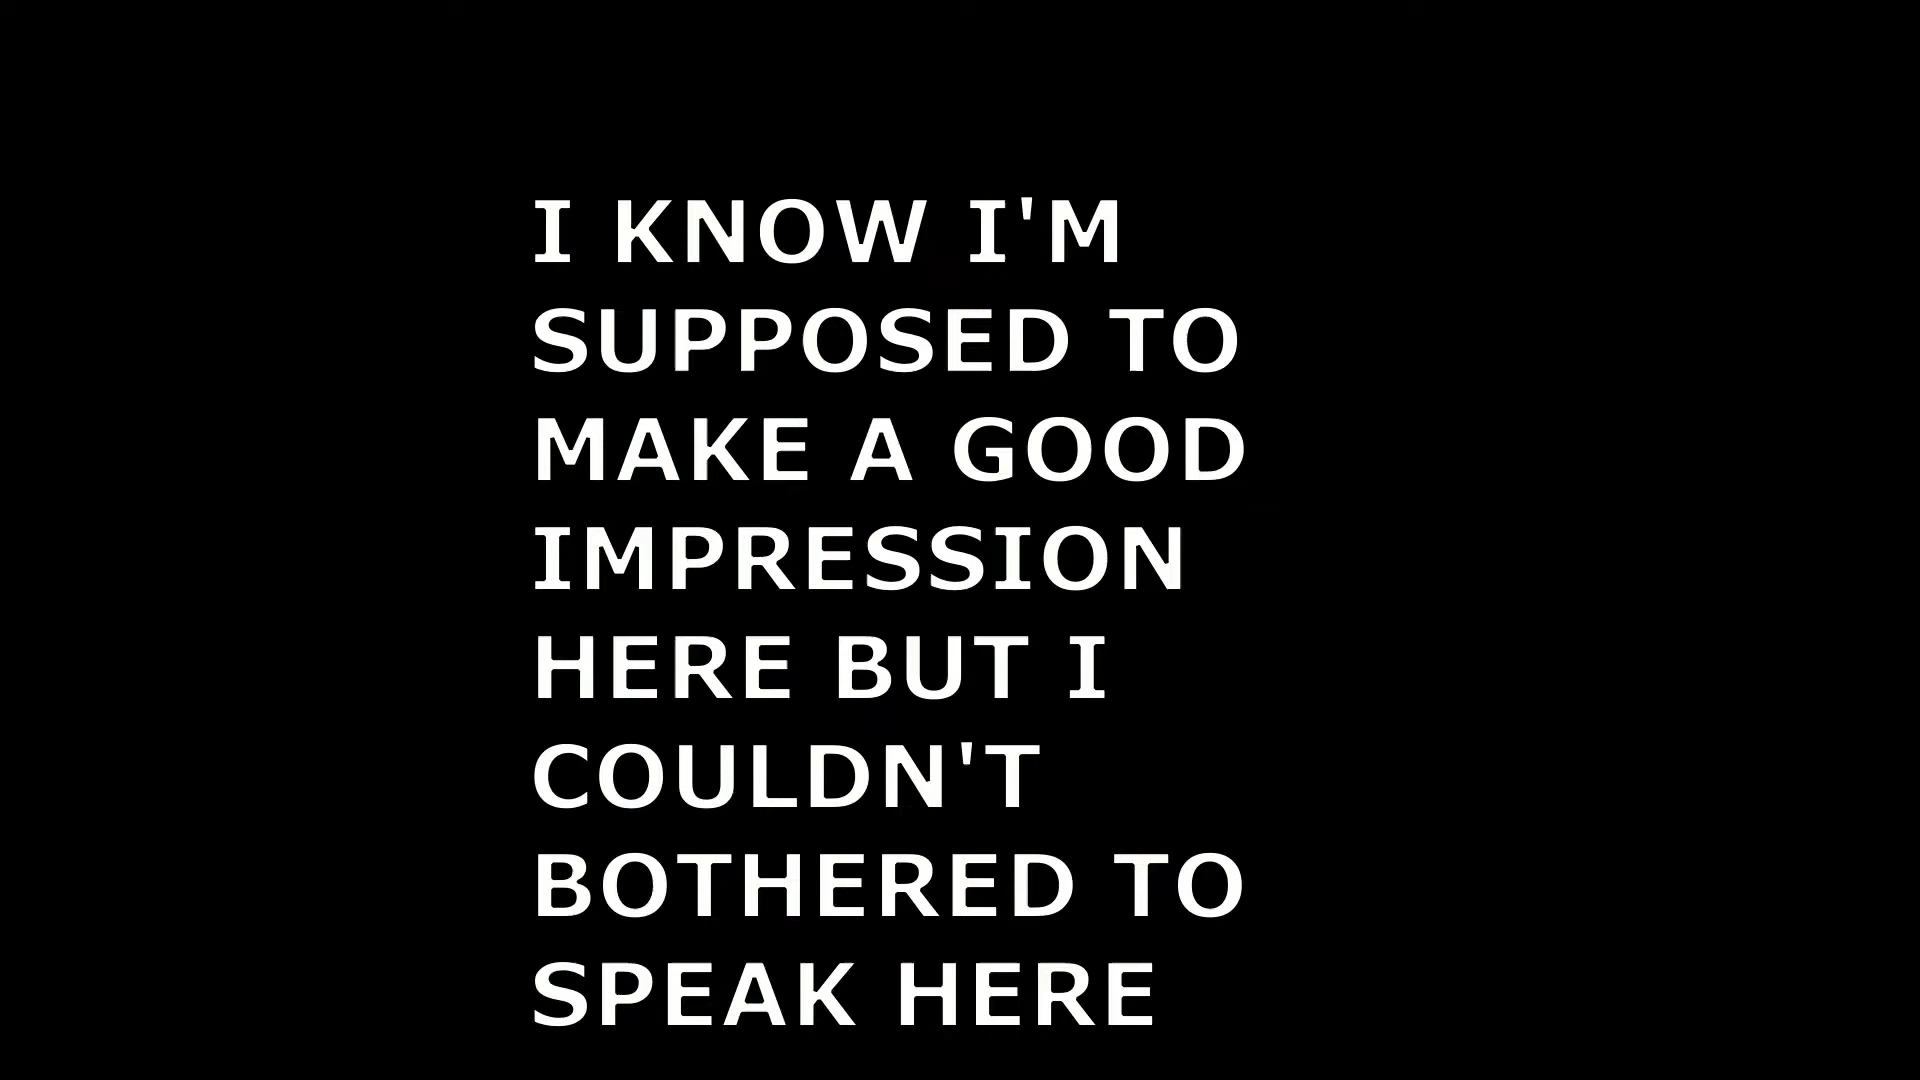 I KNOW I'M
SUPPOSED TO
MAKE A GOOD
IMPRESSION
HERE BUT I
COULDN'T
BOTHERED TO
SPEAK HERE